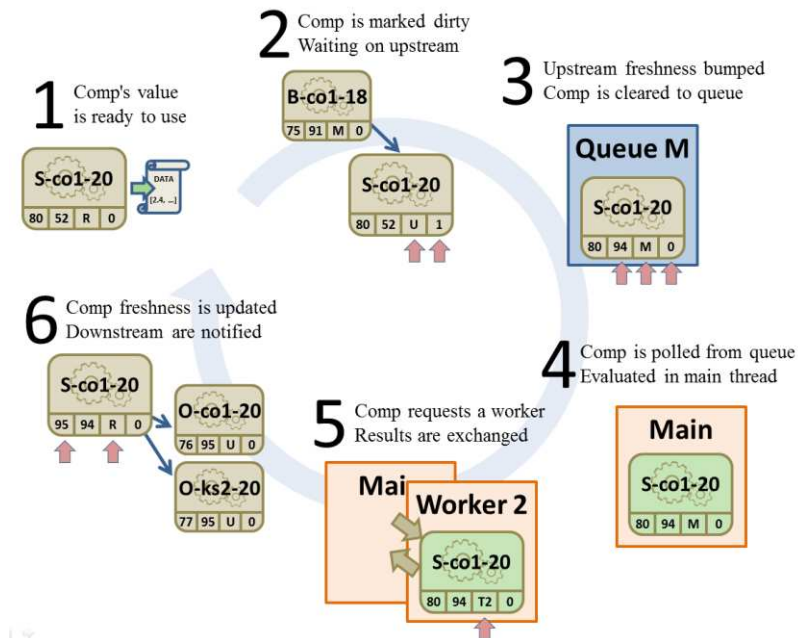 1
Comp's value
is ready to use
S-co1-20
80 52 R 0
DATA
[2.4, ...]
2
Comp is marked dirty
Waiting on upstream
B-co1-18
75 91 M 0
S-co1-20
80 52 U 1
3
Upstream freshness bumped
Comp is cleared to queue
Queue M
S-co1-20
80 94 M 0
4
Comp is polled from queue
Evaluated in main thread
Main
S-co1-20
80 94 M 0
5
Comp requests a worker
Results are exchanged
Mai
Worker 2
S-co1-20
80 94 T2 0
6
Comp freshness is updated
Downstream are notified
S-co1-20
95 94 R 0
O-co1-20
76 95 U 0
O-ks2-20
77 95 U 0